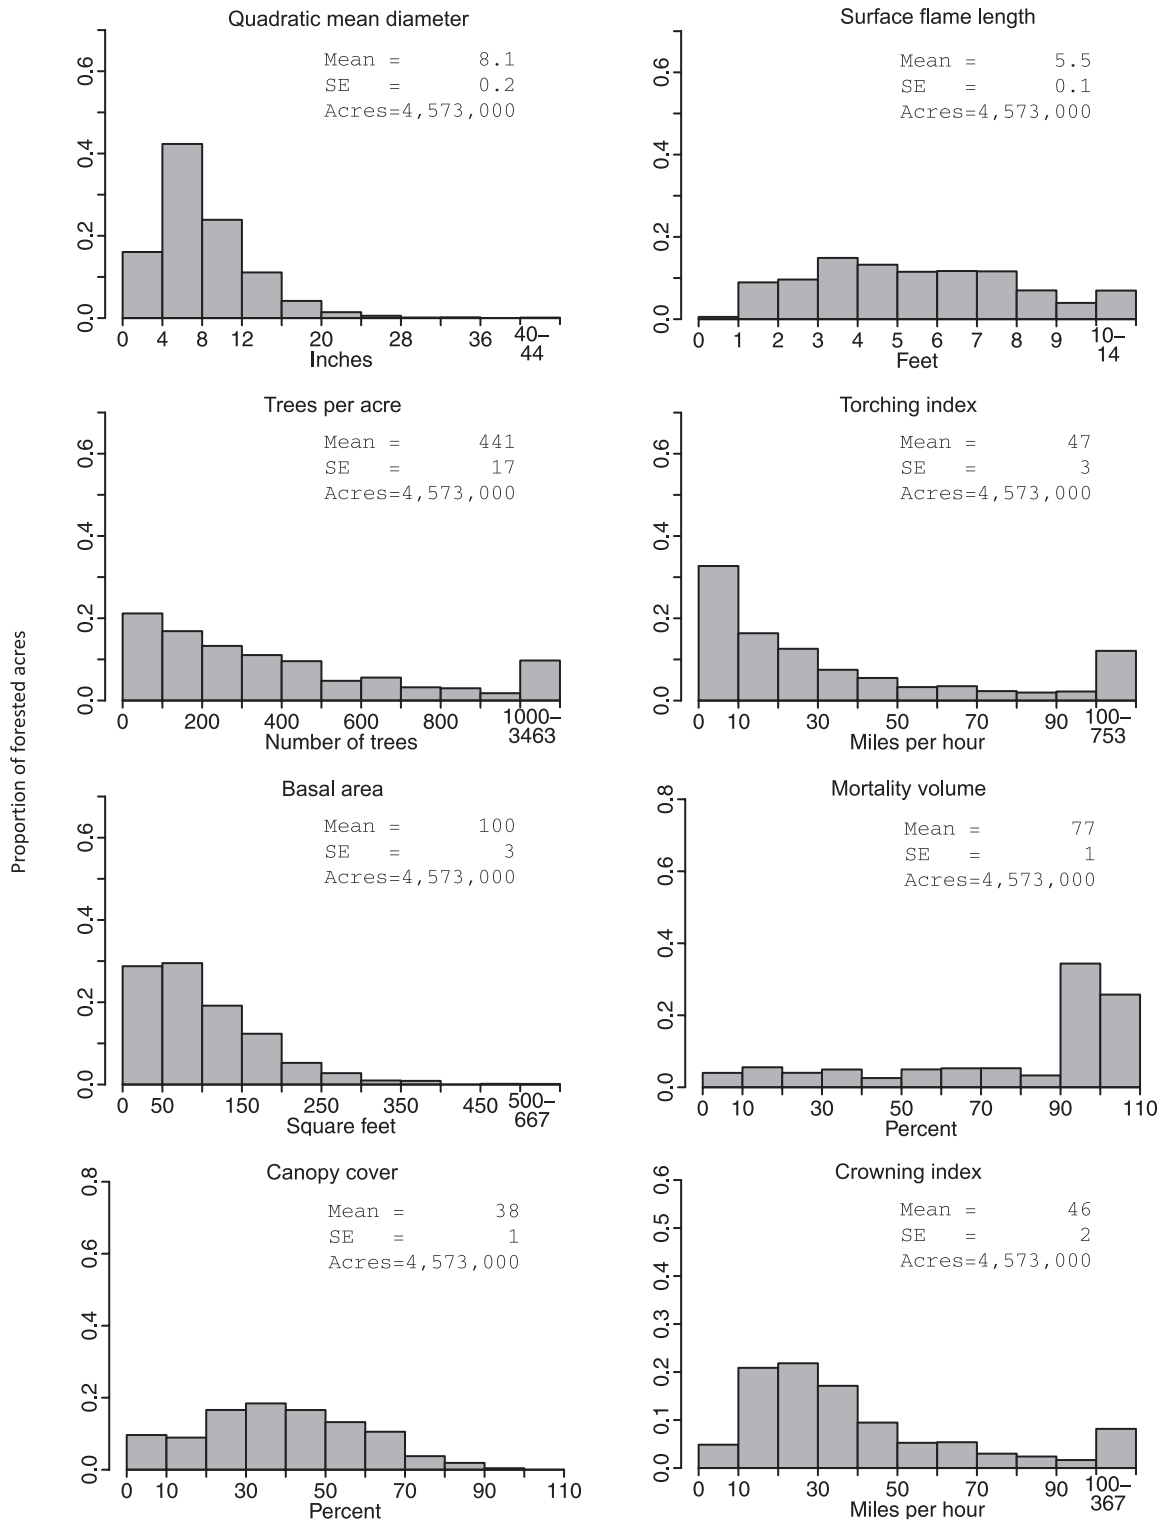 Proportion of forested acres
Quadratic mean diameter
Mean = 8.1
SE = 0.2
Acres=4,573,000
0.0 0.2 0.4 0.6
0 4 8 12 20 28 36 40–
44
Inches
Surface flame length
Mean = 5.5
SE = 0.1
Acres=4,573,000
0.0 0.2 0.4 0.6
0 1 2 3 4 5 6 7 8 9 10–
14
Feet
Trees per acre
Mean = 441
SE = 17
Acres=4,573,000
0.0 0.2 0.4 0.6
0 200 400 600 800 1000–
3463
Number of trees
Torching index
Mean = 47
SE = 3
Acres=4,573,000
0.0 0.2 0.4 0.6
0 10 30 50 70 90 100–
753
Miles per hour
Basal area
Mean = 100
SE = 3
Acres=4,573,000
0.0 0.2 0.4 0.6
0 50 150 250 350 450 500–
667
Square feet
Mortality volume
Mean = 77
SE = 1
Acres=4,573,000
0.0 0.2 0.4 0.6 0.8
0 10 30 50 70 90 110
Percent
Canopy cover
Mean = 38
SE = 1
Acres=4,573,000
0.0 0.2 0.4 0.6 0.8
0 10 30 50 70 90 110
Percent
Crowning index
Mean = 46
SE = 2
Acres=4,573,000
0.0 0.1 0.2 0.3 0.4 0.5 0.6
0 10 30 50 70 90 100–
367
Miles per hour